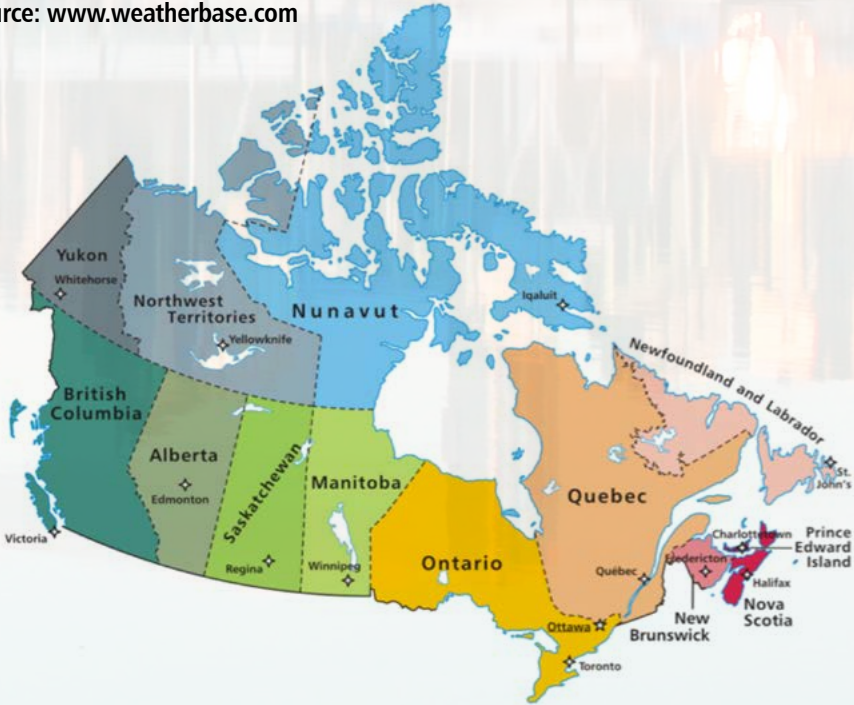 urce: www.weatherbase.com
Yukon
Whitehorse
Northwest
Territories
Yellowknife
Nunavut
Iqaluit
British
Columbia
Victoria
Alberta
Edmonton
Saskatchewan
Regina
Manitoba
Winnipeg
Ontario
Ottawa
Toronto
Quebec
Québec
Newfoundland and Labrador
St.
John's
Charlottetown
Prince
Edward
Island
Fredericton
Halifax
Nova
Scotia
New
Brunswick